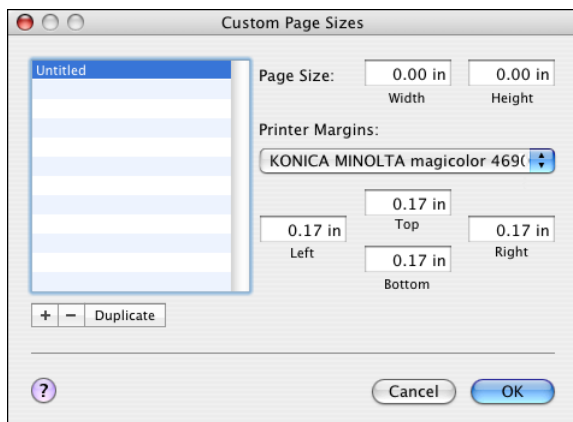 Custom Page Sizes
Untitled
Page Size:
0.00 in
0.00 in
Width
Height
Printer Margins:
KONICA MINOLTA magicolor 469
0.17 in
Top
0.17 in
Left
0.17 in
Right
0.17 in
Bottom
+
−
Duplicate
?
Cancel
OK